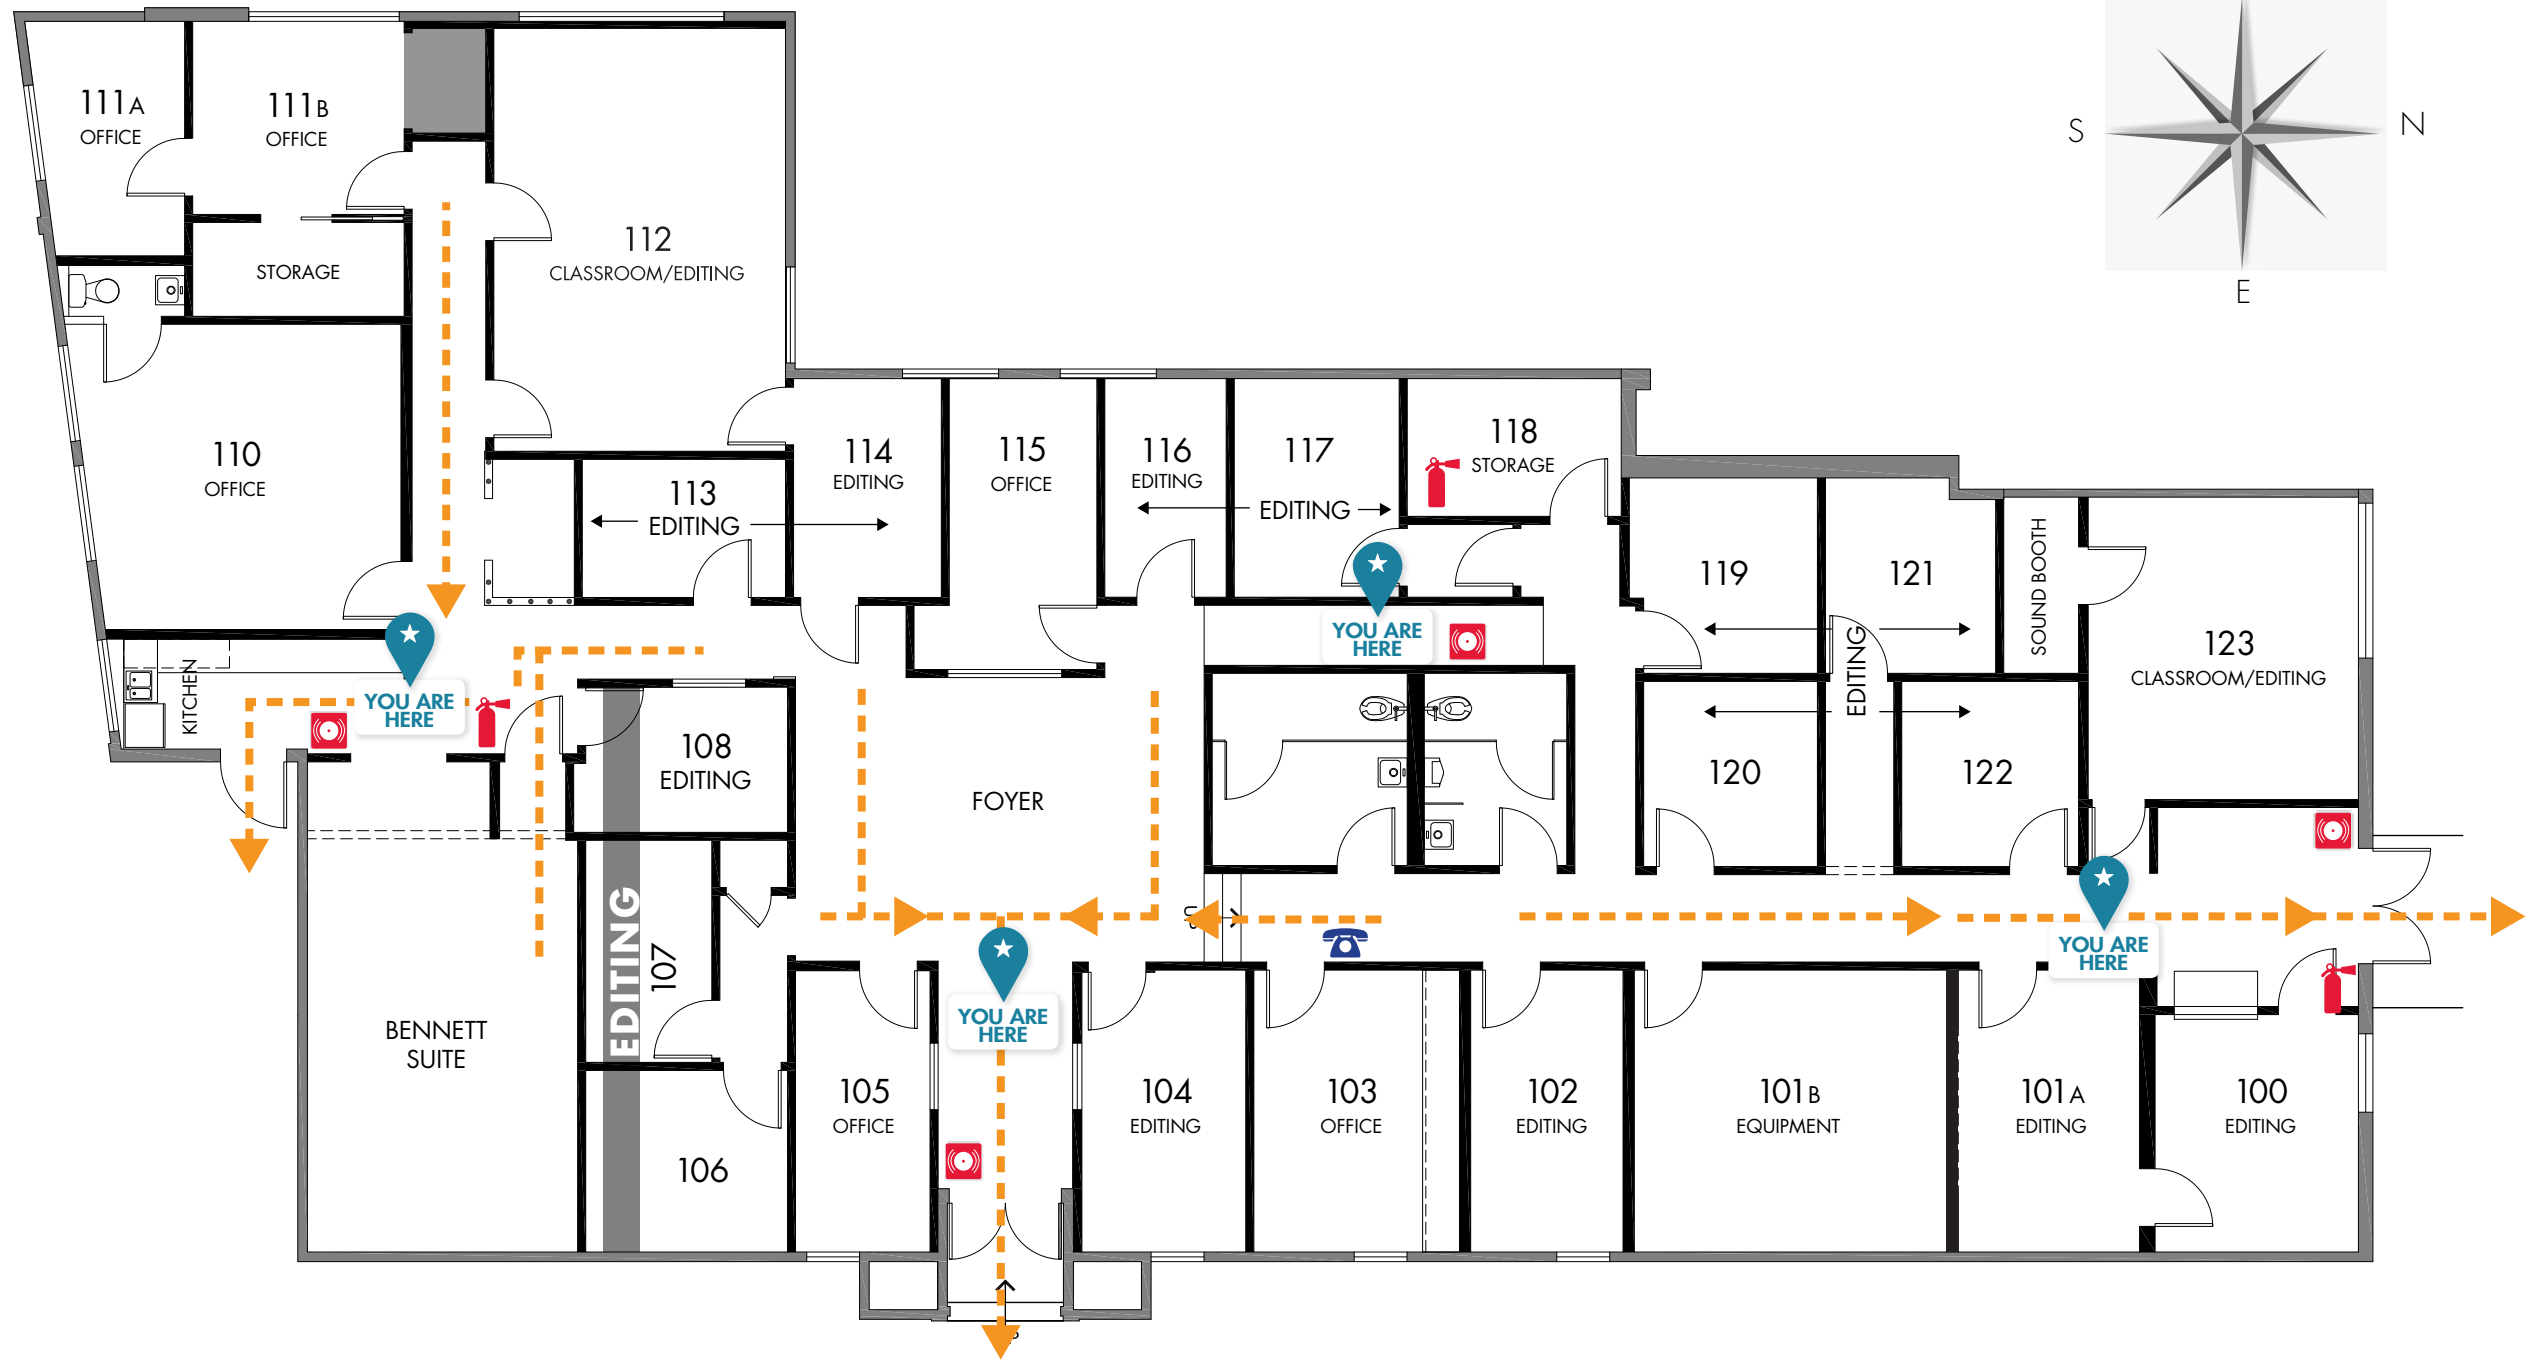 111A
OFFICE
111B
OFFICE
STORAGE
112
CLASSROOM/EDITING
S
N
E
110
OFFICE
113
EDITING
114
EDITING
115
OFFICE
116
EDITING
117
EDITING
118
STORAGE
119
121
EDITING
SOUND BOOTH
123
CLASSROOM/EDITING
KITCHEN
YOU ARE
HERE
YOU ARE
HERE
108
EDITING
FOYER
120
122
EDITING
107
YOU ARE
HERE
YOU ARE
HERE
BENNETT
SUITE
106
105
OFFICE
104
EDITING
103
OFFICE
102
EDITING
101B
EQUIPMENT
101A
EDITING
100
EDITING